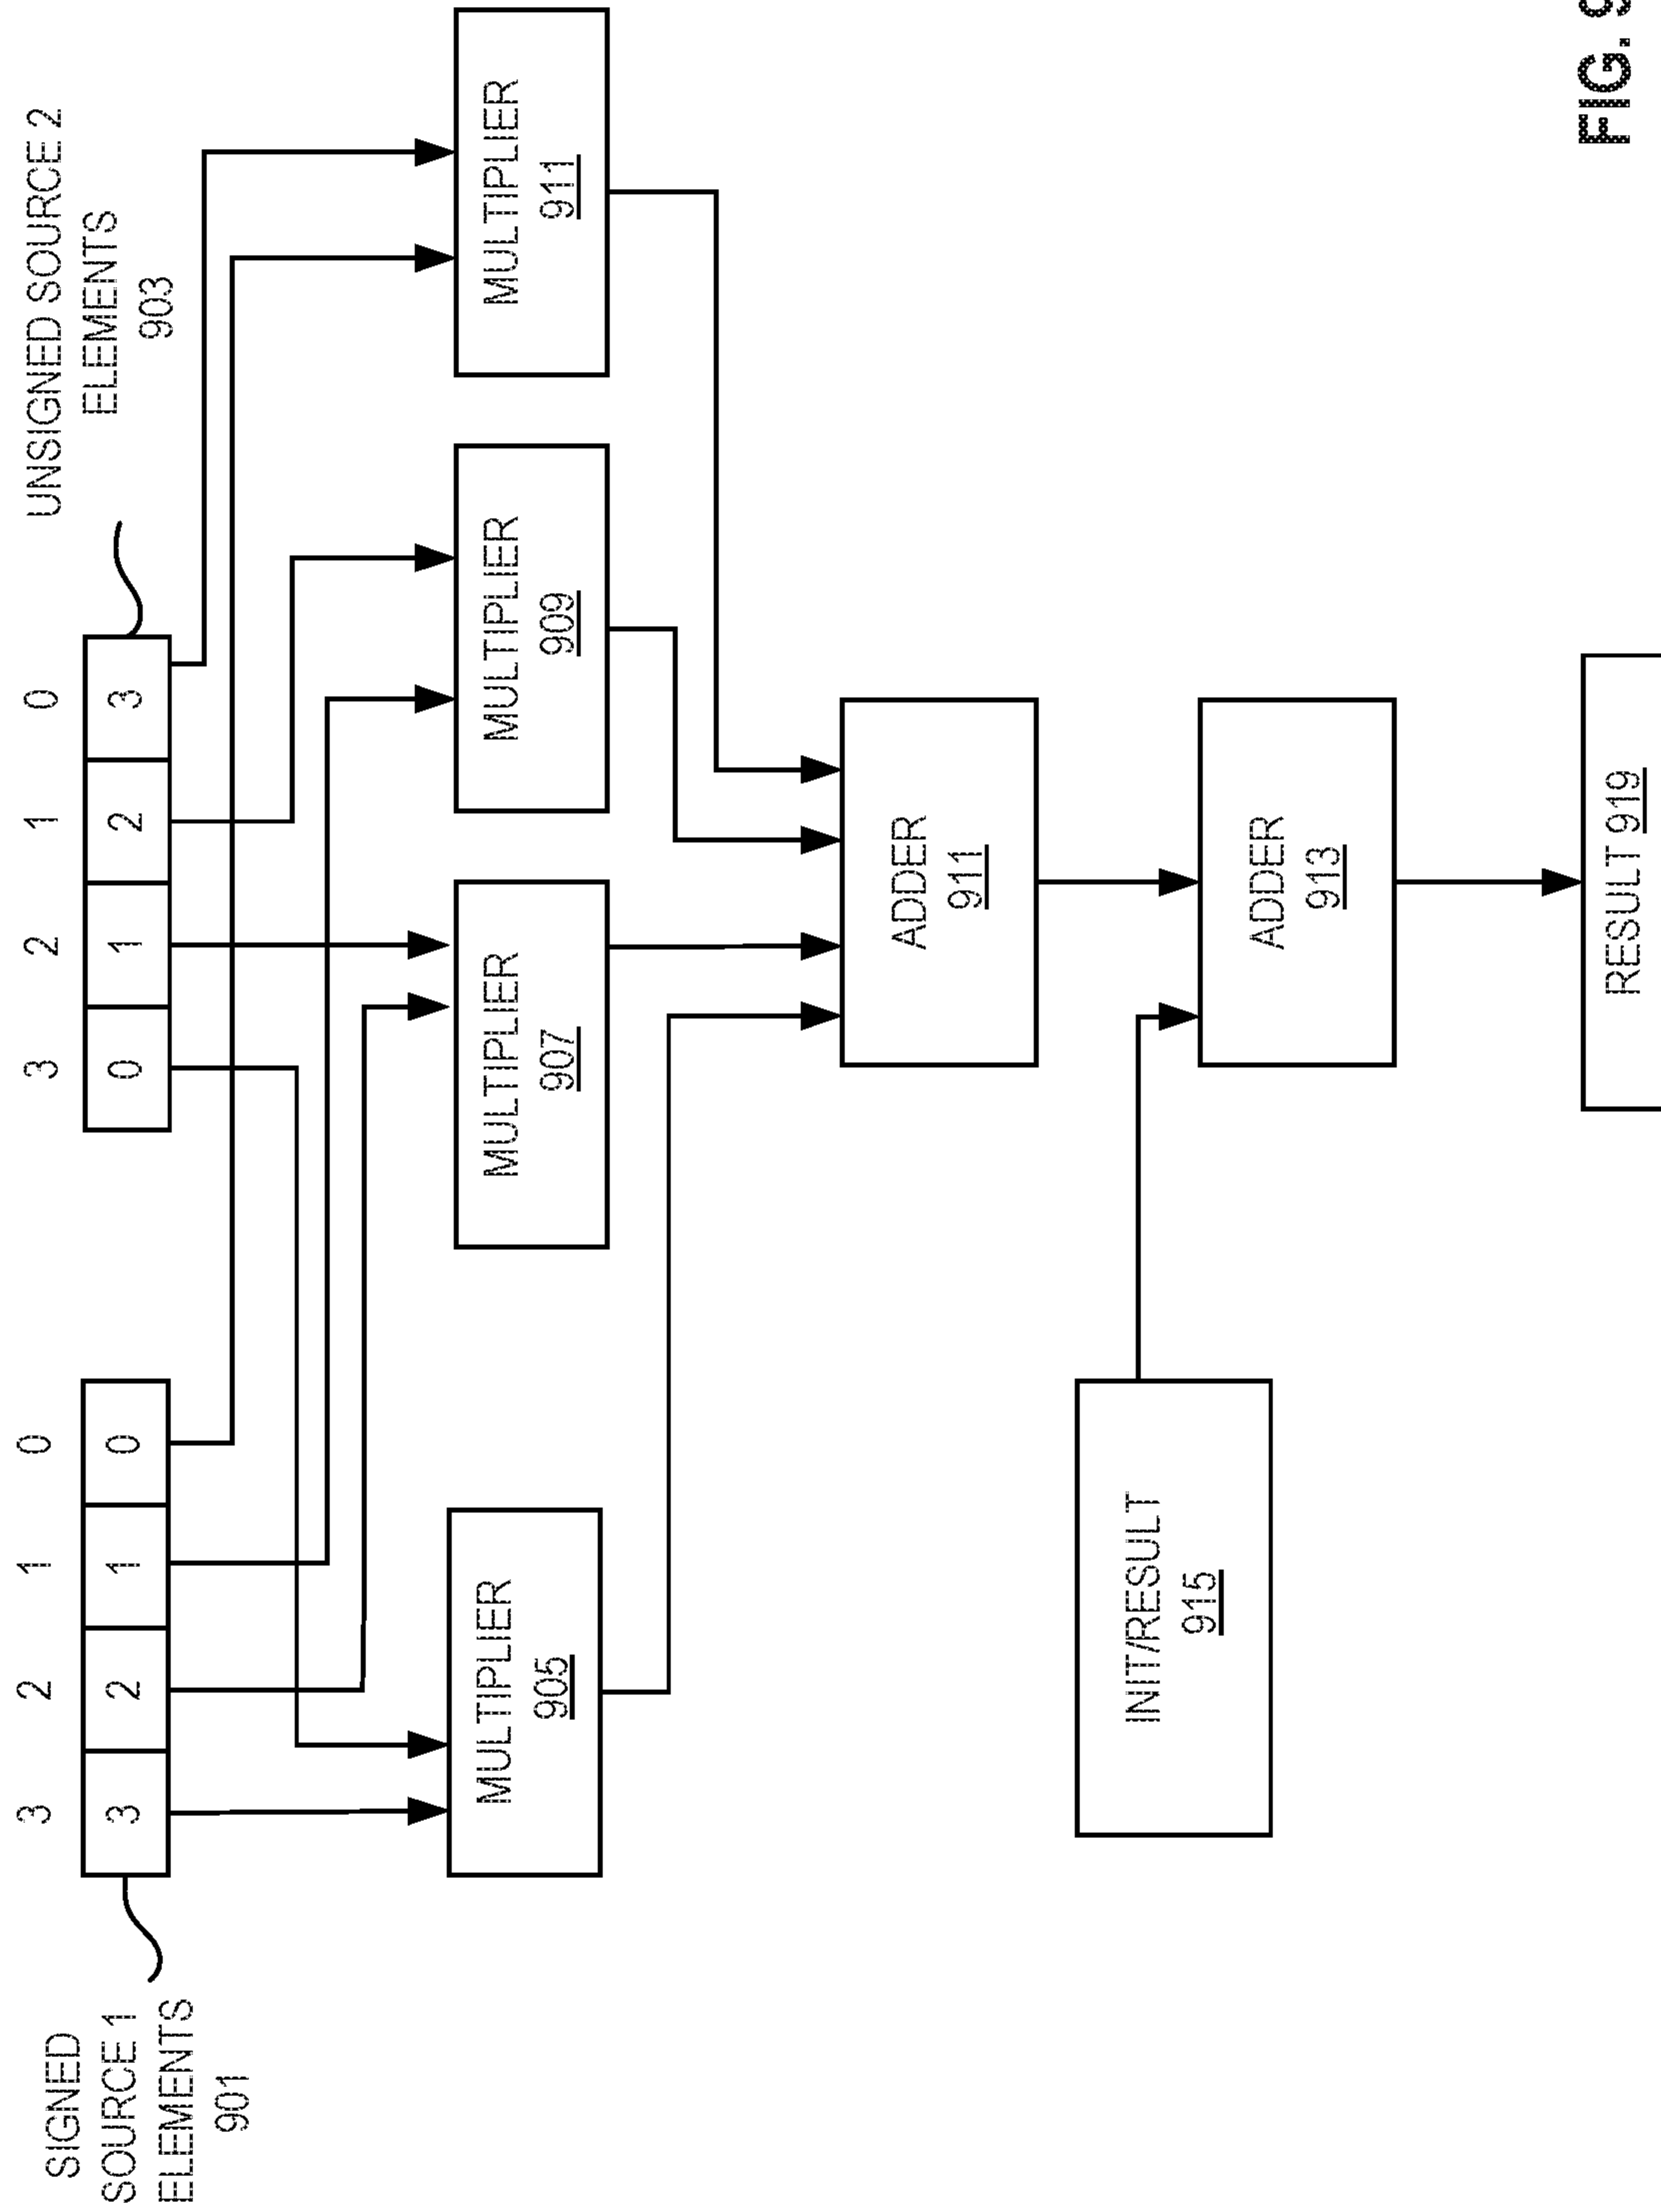 SIGNED
SOURCE 1
ELEMENTS
901
3 2 1 0
3 2 1 0
UNSIGNED SOURCE 2
ELEMENTS
903
3 2 1 0
0 1 2 3
MULTIPLIER
905
MULTIPLIER
907
MULTIPLIER
909
MULTIPLIER
911
ADDER
911
INIT/RESULT
915
ADDER
913
RESULT 919
FIG. 9